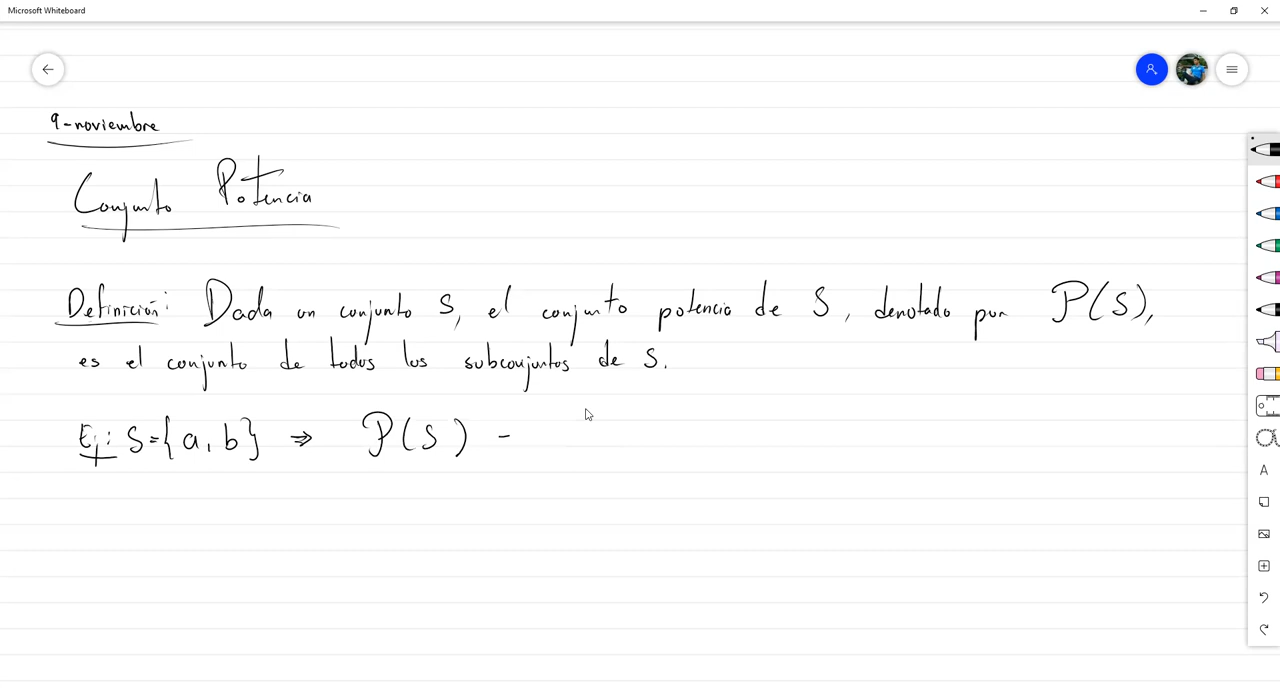 Microsoft Whiteboard
9-noviembre
Conjunto Potencia
Definición: Dada un conjunto S, el conjunto potencia de S, denotado por P(S),
es el conjunto de todos los subconjuntos de S.
Ej: S={a, b} ⇒ P(S) -
A